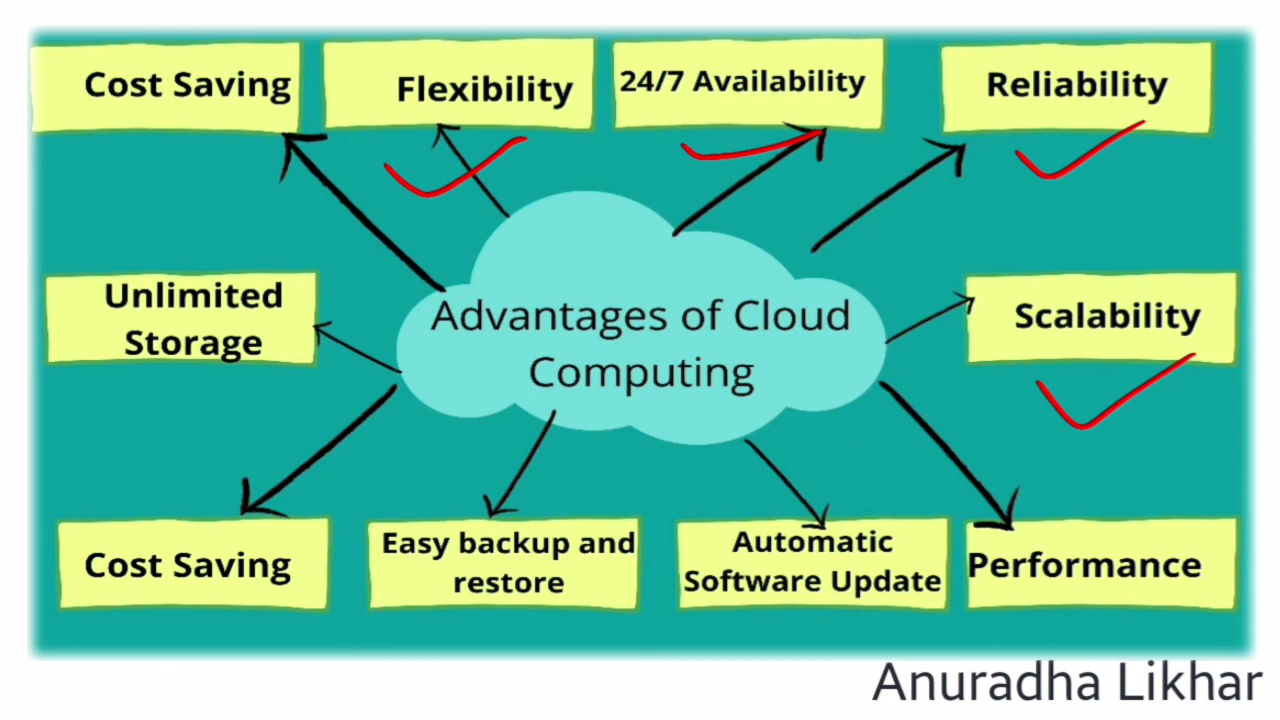 Cost Saving
Flexibility
24/7 Availability
Reliability
Unlimited
Storage
Advantages of Cloud
Computing
Scalability
Cost Saving
Easy backup and
restore
Automatic
Software Update
Performance
Anuradha Likhar